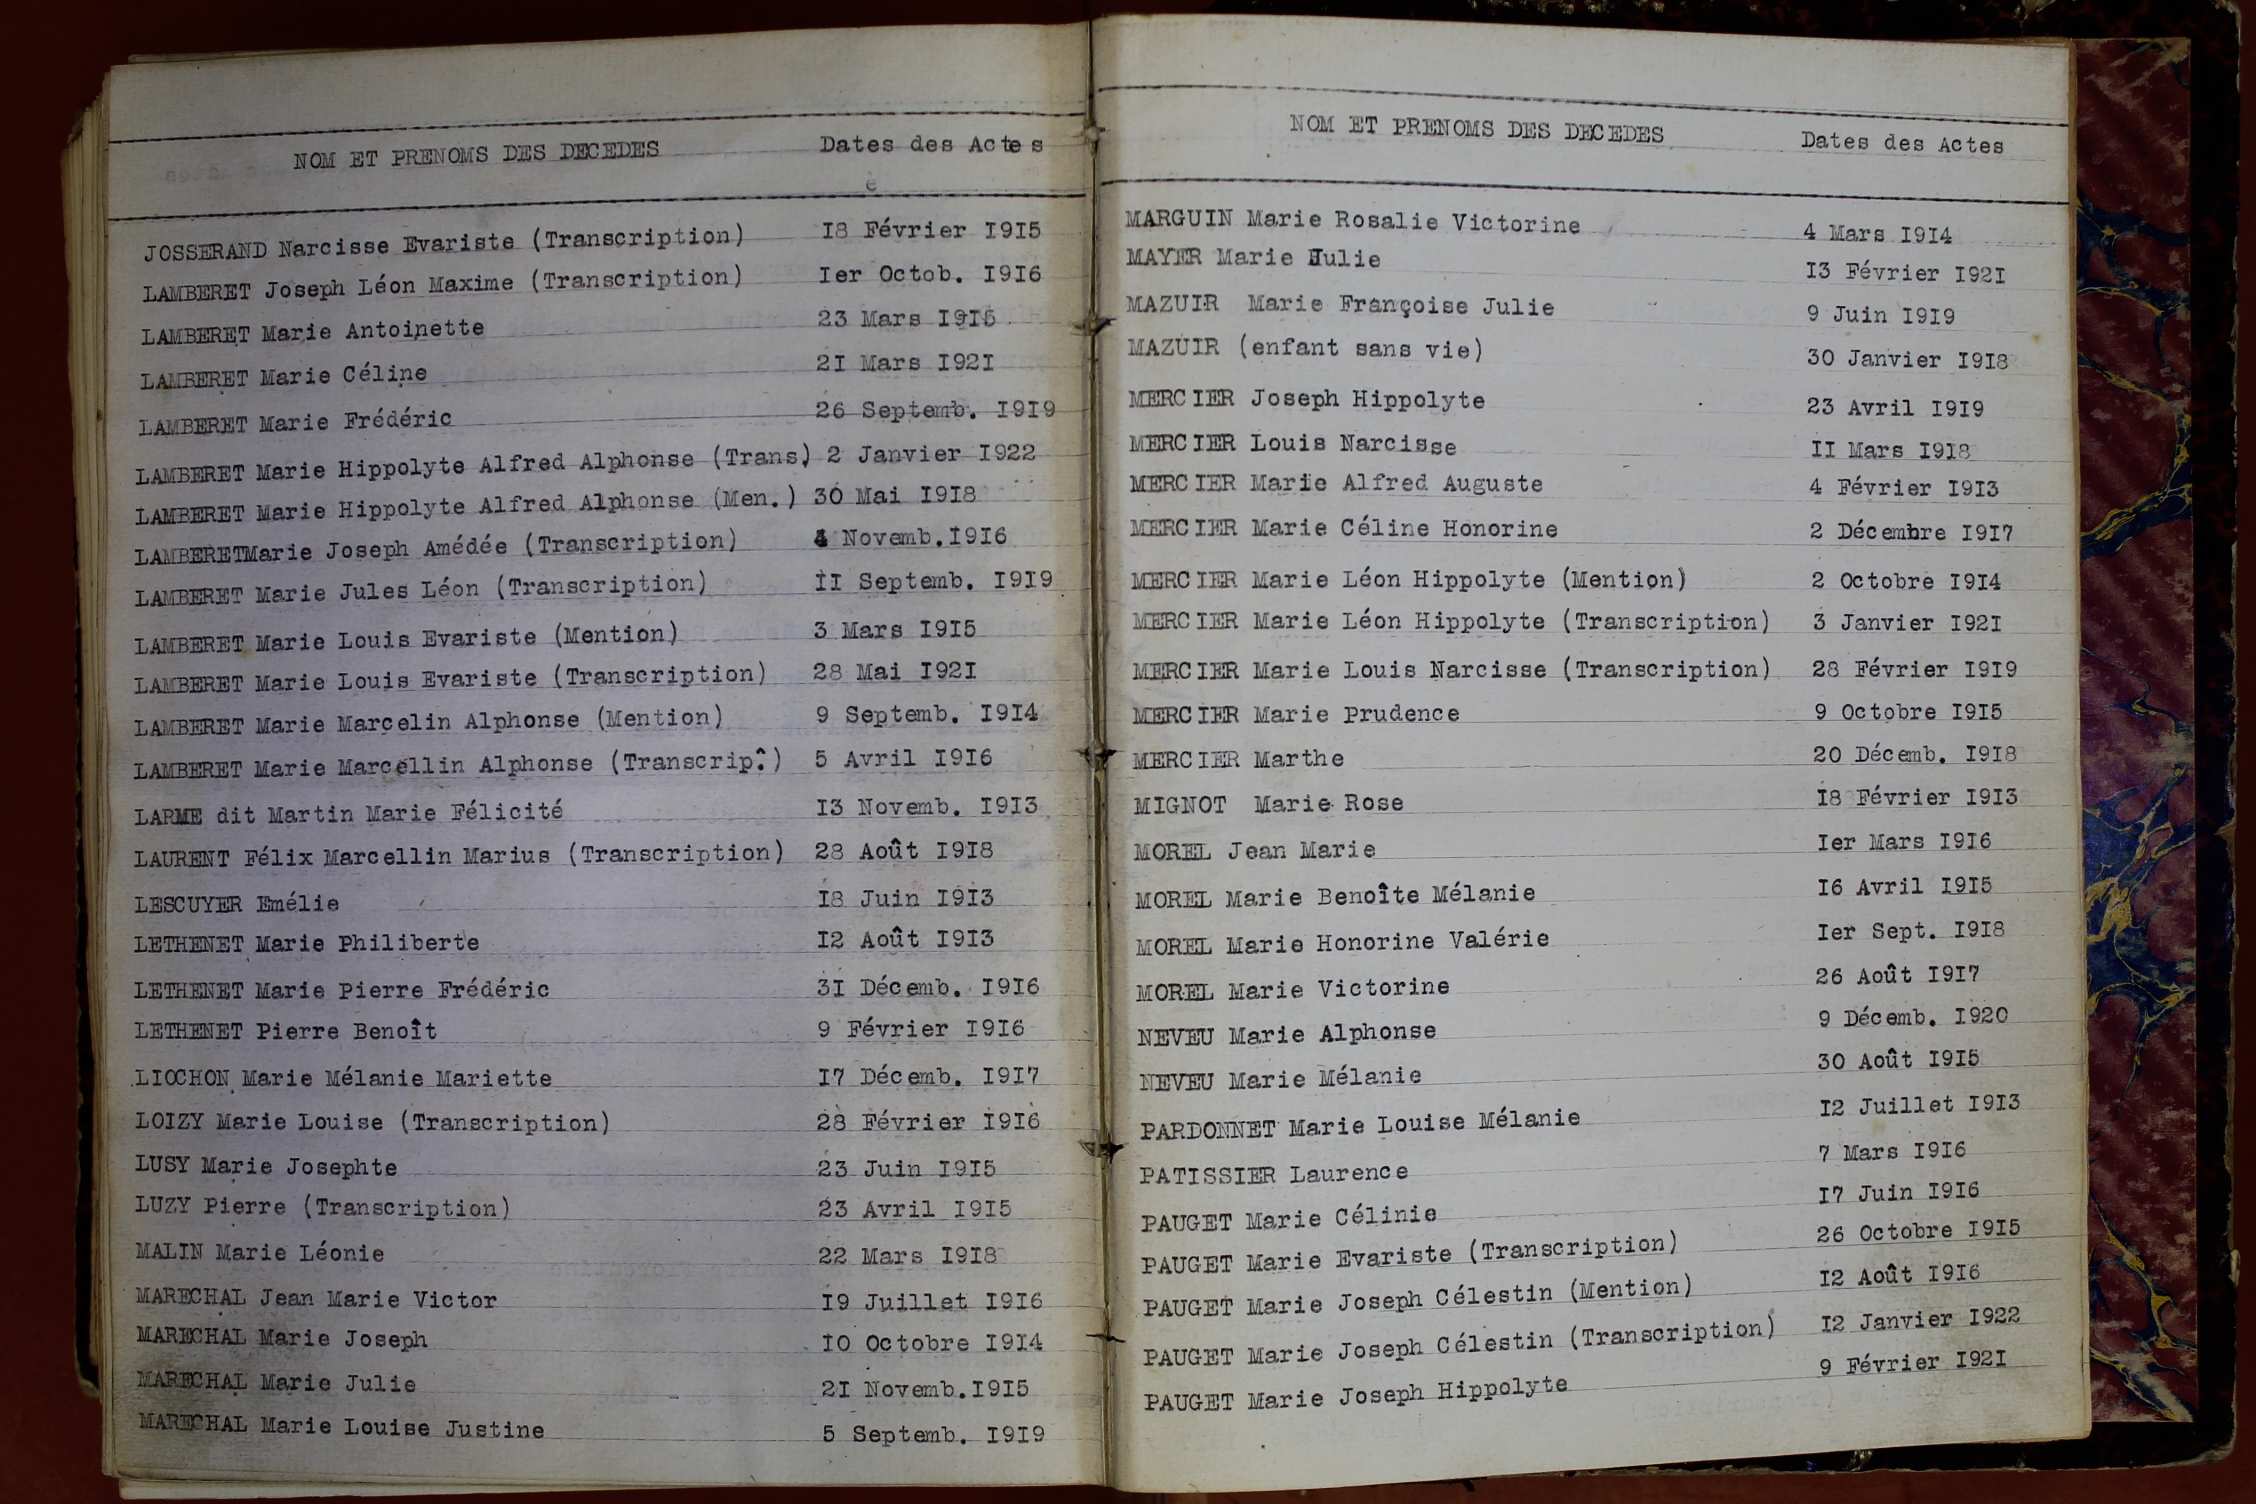 NOM ET PRENOMS DES DECEDES Dates des Actes
è
JOSSERAND Narcisse Evariste (Transcription) I8 Février I9I5
LAMBERET Joseph Léon Maxime (Transcription) Ier Octob. I9I6
LAMBERET Marie Antoinette 23 Mars I9I6
LAMBERET Marie Céline 2I Mars I92I
LAMBERET Marie Frédéric 26 Septemb. I9I9
LAMBERET Marie Hippolyte Alfred Alphonse (Trans) 2 Janvier I922
LAMBERET Marie Hippolyte Alfred Alphonse (Men.) 30 Mai I9I8
LAMBERETMarie Joseph Amédée (Transcription) 4 Novemb.I9I6
LAMBERET Marie Jules Léon (Transcription) II Septemb. I9I9
LAMBERET Marie Louis Evariste (Mention) 3 Mars I9I5
LAMBERET Marie Louis Evariste (Transcription) 28 Mai I92I
LAMBERET Marie Marcelin Alphonse (Mention) 9 Septemb. I9I4
LAMBERET Marie Marcellin Alphonse (Transcrip.) 5 Avril I9I6
LARME dit Martin Marie Félicité I3 Novemb. I9I3
LAURENT Félix Marcellin Marius (Transcription) 28 Août I9I8
LESCUYER Emélie I8 Juin I9I3
LETHENET Marie Philiberte I2 Août I9I3
LETHENET Marie Pierre Frédéric 3I Décemb. I9I6
LETHENET Pierre Benoît 9 Février I9I6
LIOCHON Marie Mélanie Mariette I7 Décemb. I9I7
LOIZY Marie Louise (Transcription) 28 Février I9I6
LUSY Marie Josephte 23 Juin I9I5
LUZY Pierre (Transcription) 23 Avril I9I5
MALIN Marie Léonie 22 Mars I9I8
MARECHAL Jean Marie Victor I9 Juillet I9I6
MARECHAL Marie Joseph I0 Octobre I9I4
MARECHAL Marie Julie 2I Novemb.I9I5
MARECHAL Marie Louise Justine 5 Septemb. I9I9
NOM ET PRENOMS DES DECEDES Dates des Actes
MARGUIN Marie Rosalie Victorine 4 Mars I9I4
MAYER Marie Julie I3 Février I92I
MAZUIR Marie Françoise Julie 9 Juin I9I9
MAZUIR (enfant sans vie) 30 Janvier I9I8
MERCIER Joseph Hippolyte 23 Avril I9I9
MERCIER Louis Narcisse II Mars I9I8
MERCIER Marie Alfred Auguste 4 Février I9I3
MERCIER Marie Céline Honorine 2 Décembre I9I7
MERCIER Marie Léon Hippolyte (Mention) 2 Octobre I9I4
MERCIER Marie Léon Hippolyte (Transcription) 3 Janvier I92I
MERCIER Marie Louis Narcisse (Transcription) 28 Février I9I9
MERCIER Marie Prudence 9 Octobre I9I5
MERCIER Marthe 20 Décemb. I9I8
MIGNOT Marie Rose I8 Février I9I3
MOREL Jean Marie Ier Mars I9I6
MOREL Marie Benoîte Mélanie I6 Avril I9I5
MOREL Marie Honorine Valérie Ier Sept. I9I8
MOREL Marie Victorine 26 Août I9I7
NEVEU Marie Alphonse 9 Décemb. I920
NEVEU Marie Mélanie 30 Août I9I5
PARDONNET Marie Louise Mélanie I2 Juillet I9I3
PATISSIER Laurence 7 Mars I9I6
PAUGET Marie Célinie I7 Juin I9I6
PAUGET Marie Evariste (Transcription) 26 Octobre I9I5
PAUGET Marie Joseph Célestin (Mention) I2 Août I9I6
PAUGET Marie Joseph Célestin (Transcription) I2 Janvier I922
PAUGET Marie Joseph Hippolyte 9 Février I92I